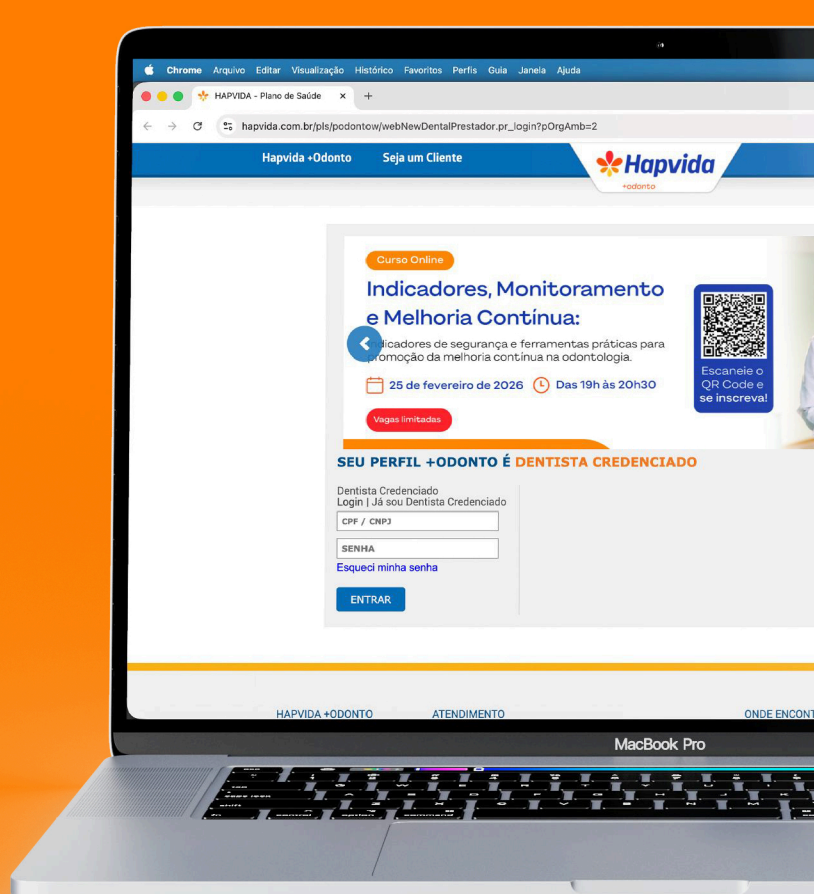 Chrome Arquivo Editar Visualização Histórico Favoritos Perfis Guia Janela Ajuda
HAPVIDA - Plano de Saúde
hapvida.com.br/pls/podontow/webNewDentalPrestador.pr_login?pOrgAmb=2
Hapvida +Odonto Seja um Cliente
Hapvida
+odonto
Curso Online
Indicadores, Monitoramento
e Melhoria Contínua:
dicadores de segurança e ferramentas práticas para
promoção da melhoria contínua na odontologia.
25 de fevereiro de 2026 Das 19h às 20h30
Vagas limitadas
Escaneie o
QR Code e
se inscreva!
SEU PERFIL +ODONTO É DENTISTA CREDENCIADO
Dentista Credenciado
Login | Já sou Dentista Credenciado
CPF / CNPJ
SENHA
Esqueci minha senha
ENTRAR
HAPVIDA +ODONTO ATENDIMENTO ONDE ENCONT
MacBook Pro